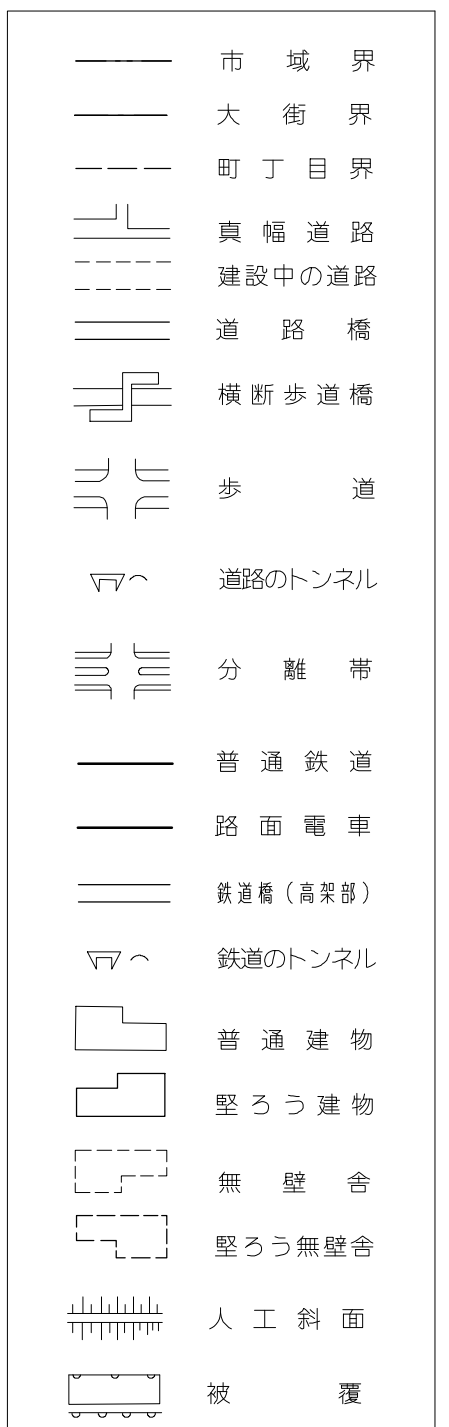 市域界
大街界
町丁目界
真幅道路
建設中の道路
道路橋
横断歩道橋
歩道
道路のトンネル
分離帯
普通鉄道
路面電車
鉄道橋（高架部）
鉄道のトンネル
普通建物
堅ろう建物
無壁舎
堅ろう無壁舎
人工斜面
被覆